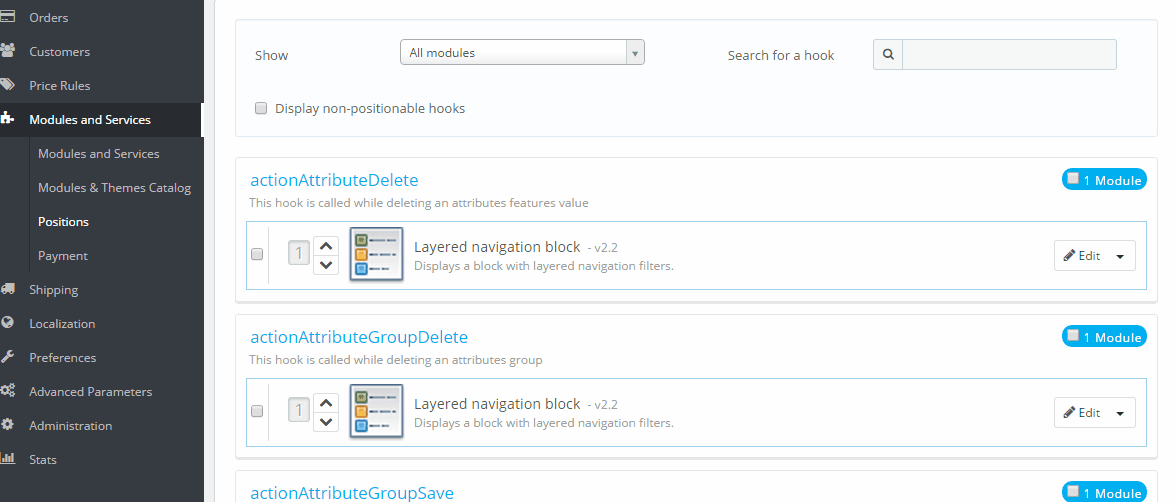 Orders
Customers
Price Rules
Modules and Services
Modules and Services
Modules & Themes Catalog
Positions
Payment
Shipping
Localization
Preferences
Advanced Parameters
Administration
Stats
Show
All modules
Search for a hook
Display non-positionable hooks
actionAttributeDelete
1 Module
This hook is called while deleting an attributes features value
1
Layered navigation block - v2.2
Displays a block with layered navigation filters.
Edit
actionAttributeGroupDelete
1 Module
This hook is called while deleting an attributes group
1
Layered navigation block - v2.2
Displays a block with layered navigation filters.
Edit
actionAttributeGroupSave
1 Module